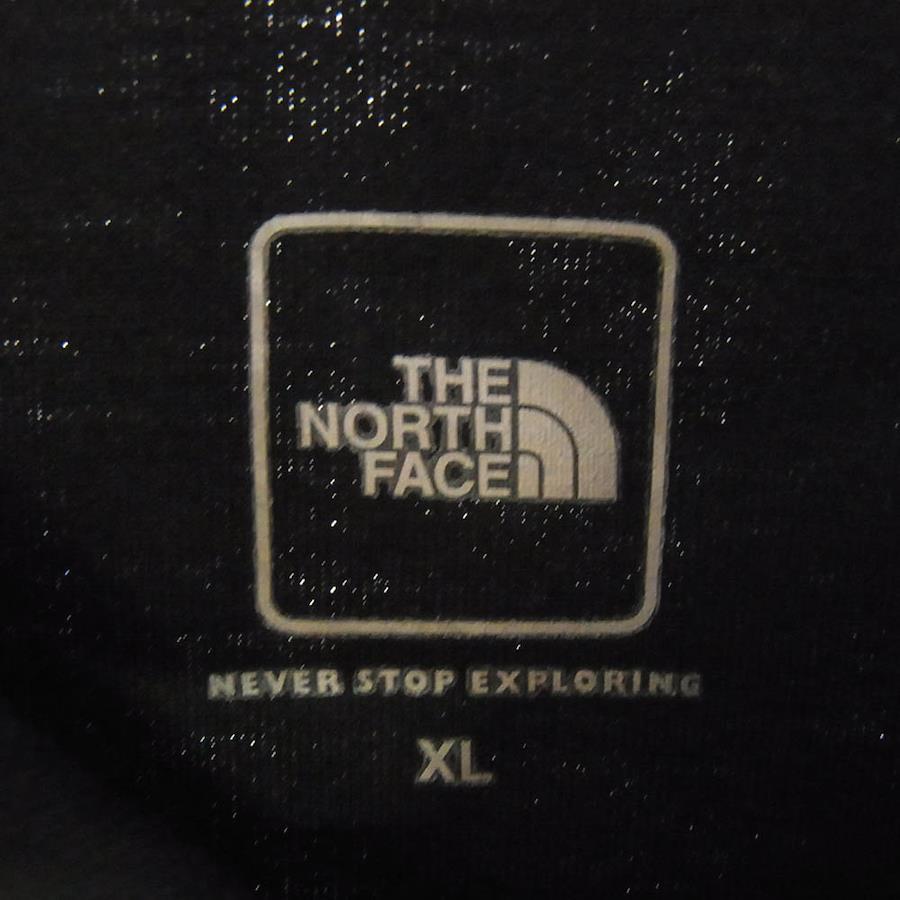 THE
NORTH
FACE
NEVER STOP EXPLORING
XL